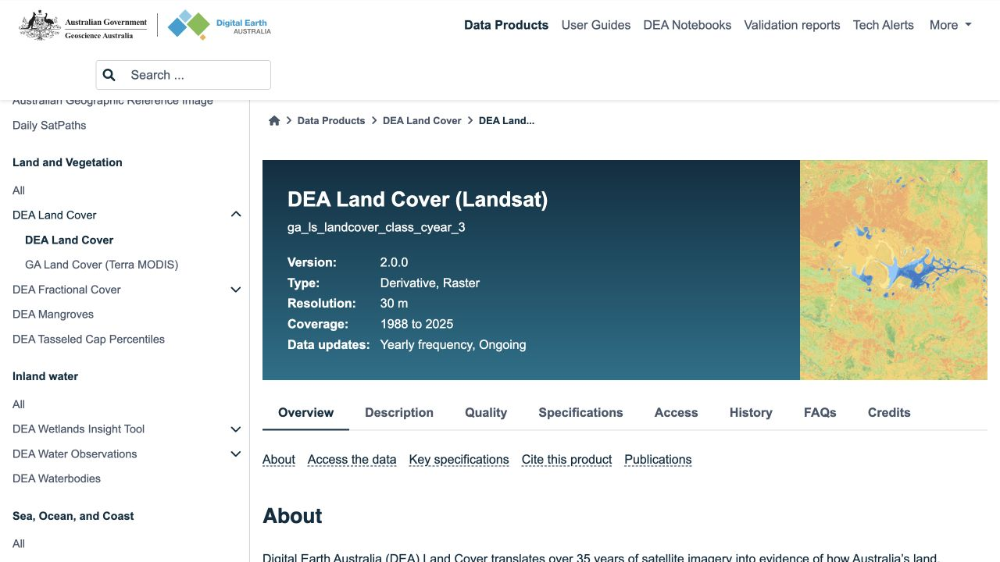 Australian Government
Geoscience Australia
Digital Earth
AUSTRALIA
Data Products User Guides DEA Notebooks Validation reports Tech Alerts More
Search ...
Australian Geographic Reference Image
Daily SatPaths
Land and Vegetation
All
DEA Land Cover
DEA Land Cover
GA Land Cover (Terra MODIS)
DEA Fractional Cover
DEA Mangroves
DEA Tasseled Cap Percentiles
Inland water
All
DEA Wetlands Insight Tool
DEA Water Observations
DEA Waterbodies
Sea, Ocean, and Coast
All
Data Products DEA Land Cover DEA Land...
DEA Land Cover (Landsat)
ga_ls_landcover_class_cyear_3
Version: 2.0.0
Type: Derivative, Raster
Resolution: 30 m
Coverage: 1988 to 2025
Data updates: Yearly frequency, Ongoing
Overview Description Quality Specifications Access History FAQs Credits
About Access the data Key specifications Cite this product Publications
About
Digital Earth Australia (DEA) Land Cover translates over 35 years of satellite imagery into evidence of how Australia's land,